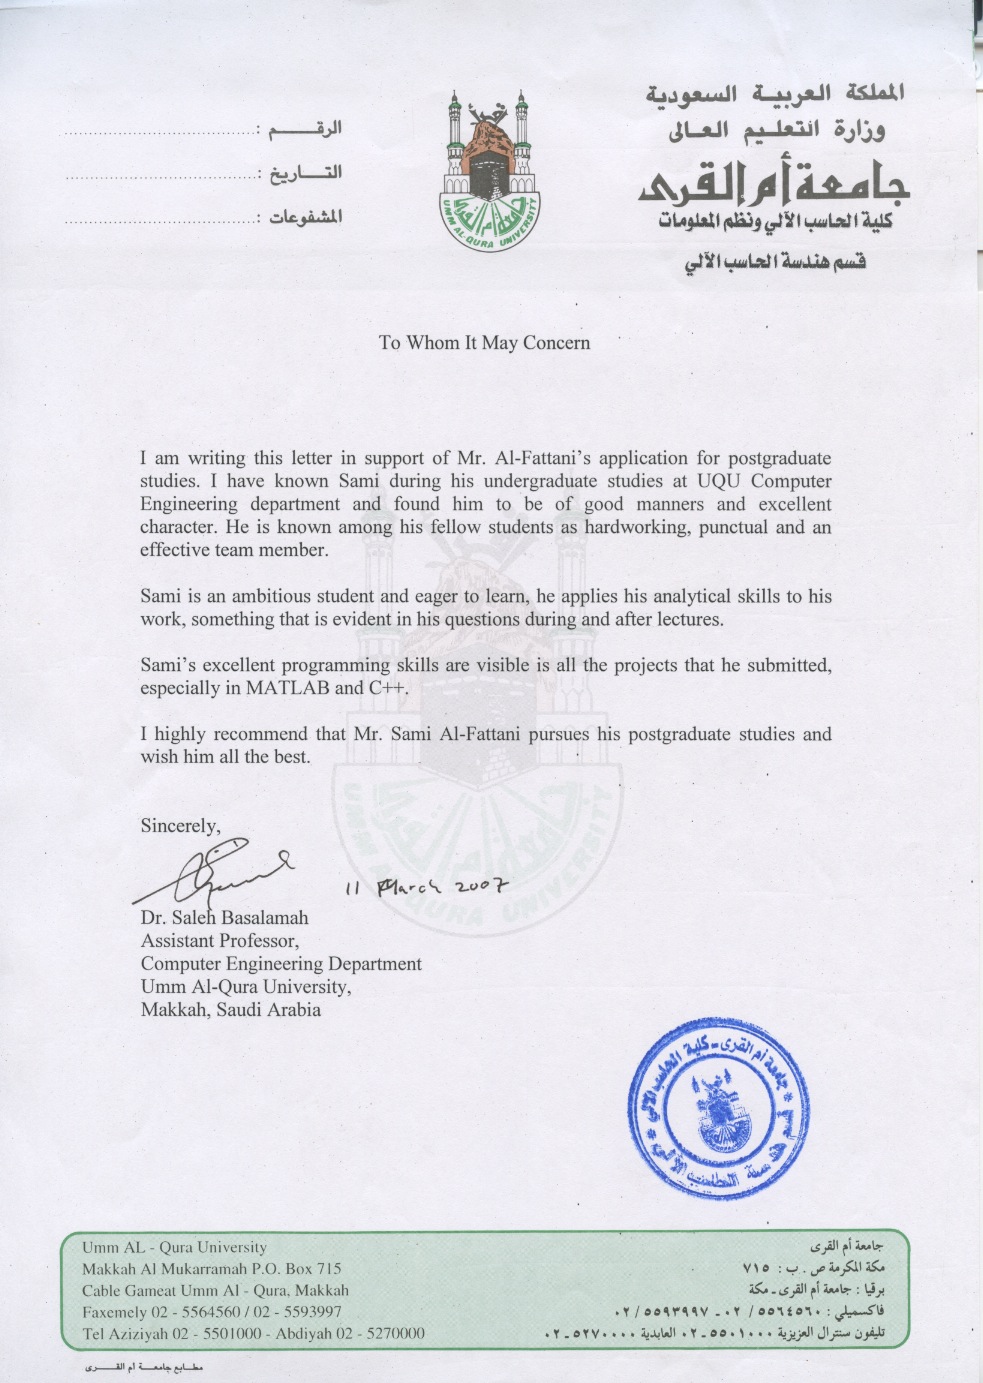 المملكة العربية السعودية
وزارة التعليم العالى
جامعة أم القرى
كلية الحاسب الآلي ونظم المعلومات
قسم هندسة الحاسب الآلي
الرقم :
التاريخ :
المشفوعات :
جامعة أم القرى
UMM AL-QURA UNIVERSITY
To Whom It May Concern
I am writing this letter in support of Mr. Al-Fattani’s application for postgraduate
studies. I have known Sami during his undergraduate studies at UQU Computer
Engineering department and found him to be of good manners and excellent
character. He is known among his fellow students as hardworking, punctual and an
effective team member.
Sami is an ambitious student and eager to learn, he applies his analytical skills to his
work, something that is evident in his questions during and after lectures.
Sami’s excellent programming skills are visible is all the projects that he submitted,
especially in MATLAB and C++.
I highly recommend that Mr. Sami Al-Fattani pursues his postgraduate studies and
wish him all the best.
Sincerely,
11 March 2007
Dr. Saleh Basalamah
Assistant Professor,
Computer Engineering Department
Umm Al-Qura University,
Makkah, Saudi Arabia
جامعة أم القرى - كلية الحاسب الآلي
Umm AL - Qura University
Makkah Al Mukarramah P.O. Box 715
Cable Gameat Umm Al - Qura, Makkah
Faxemely 02 - 5564560 / 02 - 5593997
Tel Aziziyah 02 - 5501000 - Abdiyah 02 - 5270000
جامعة أم القرى
مكة المكرمة ص . ب : ٧١٥
برقيا : جامعة أم القرى - مكة
فاكسميلي : ٥٥٦٤٥٦٠ / ٠٢ - ٥٥٩٣٩٩٧ / ٠٢
تليفون سنترال العزيزية ٥٥٠١٠٠٠-٠٢ العابدية ٥٢٧٠٠٠٠-٠٢
مطابع جامعة أم القرى